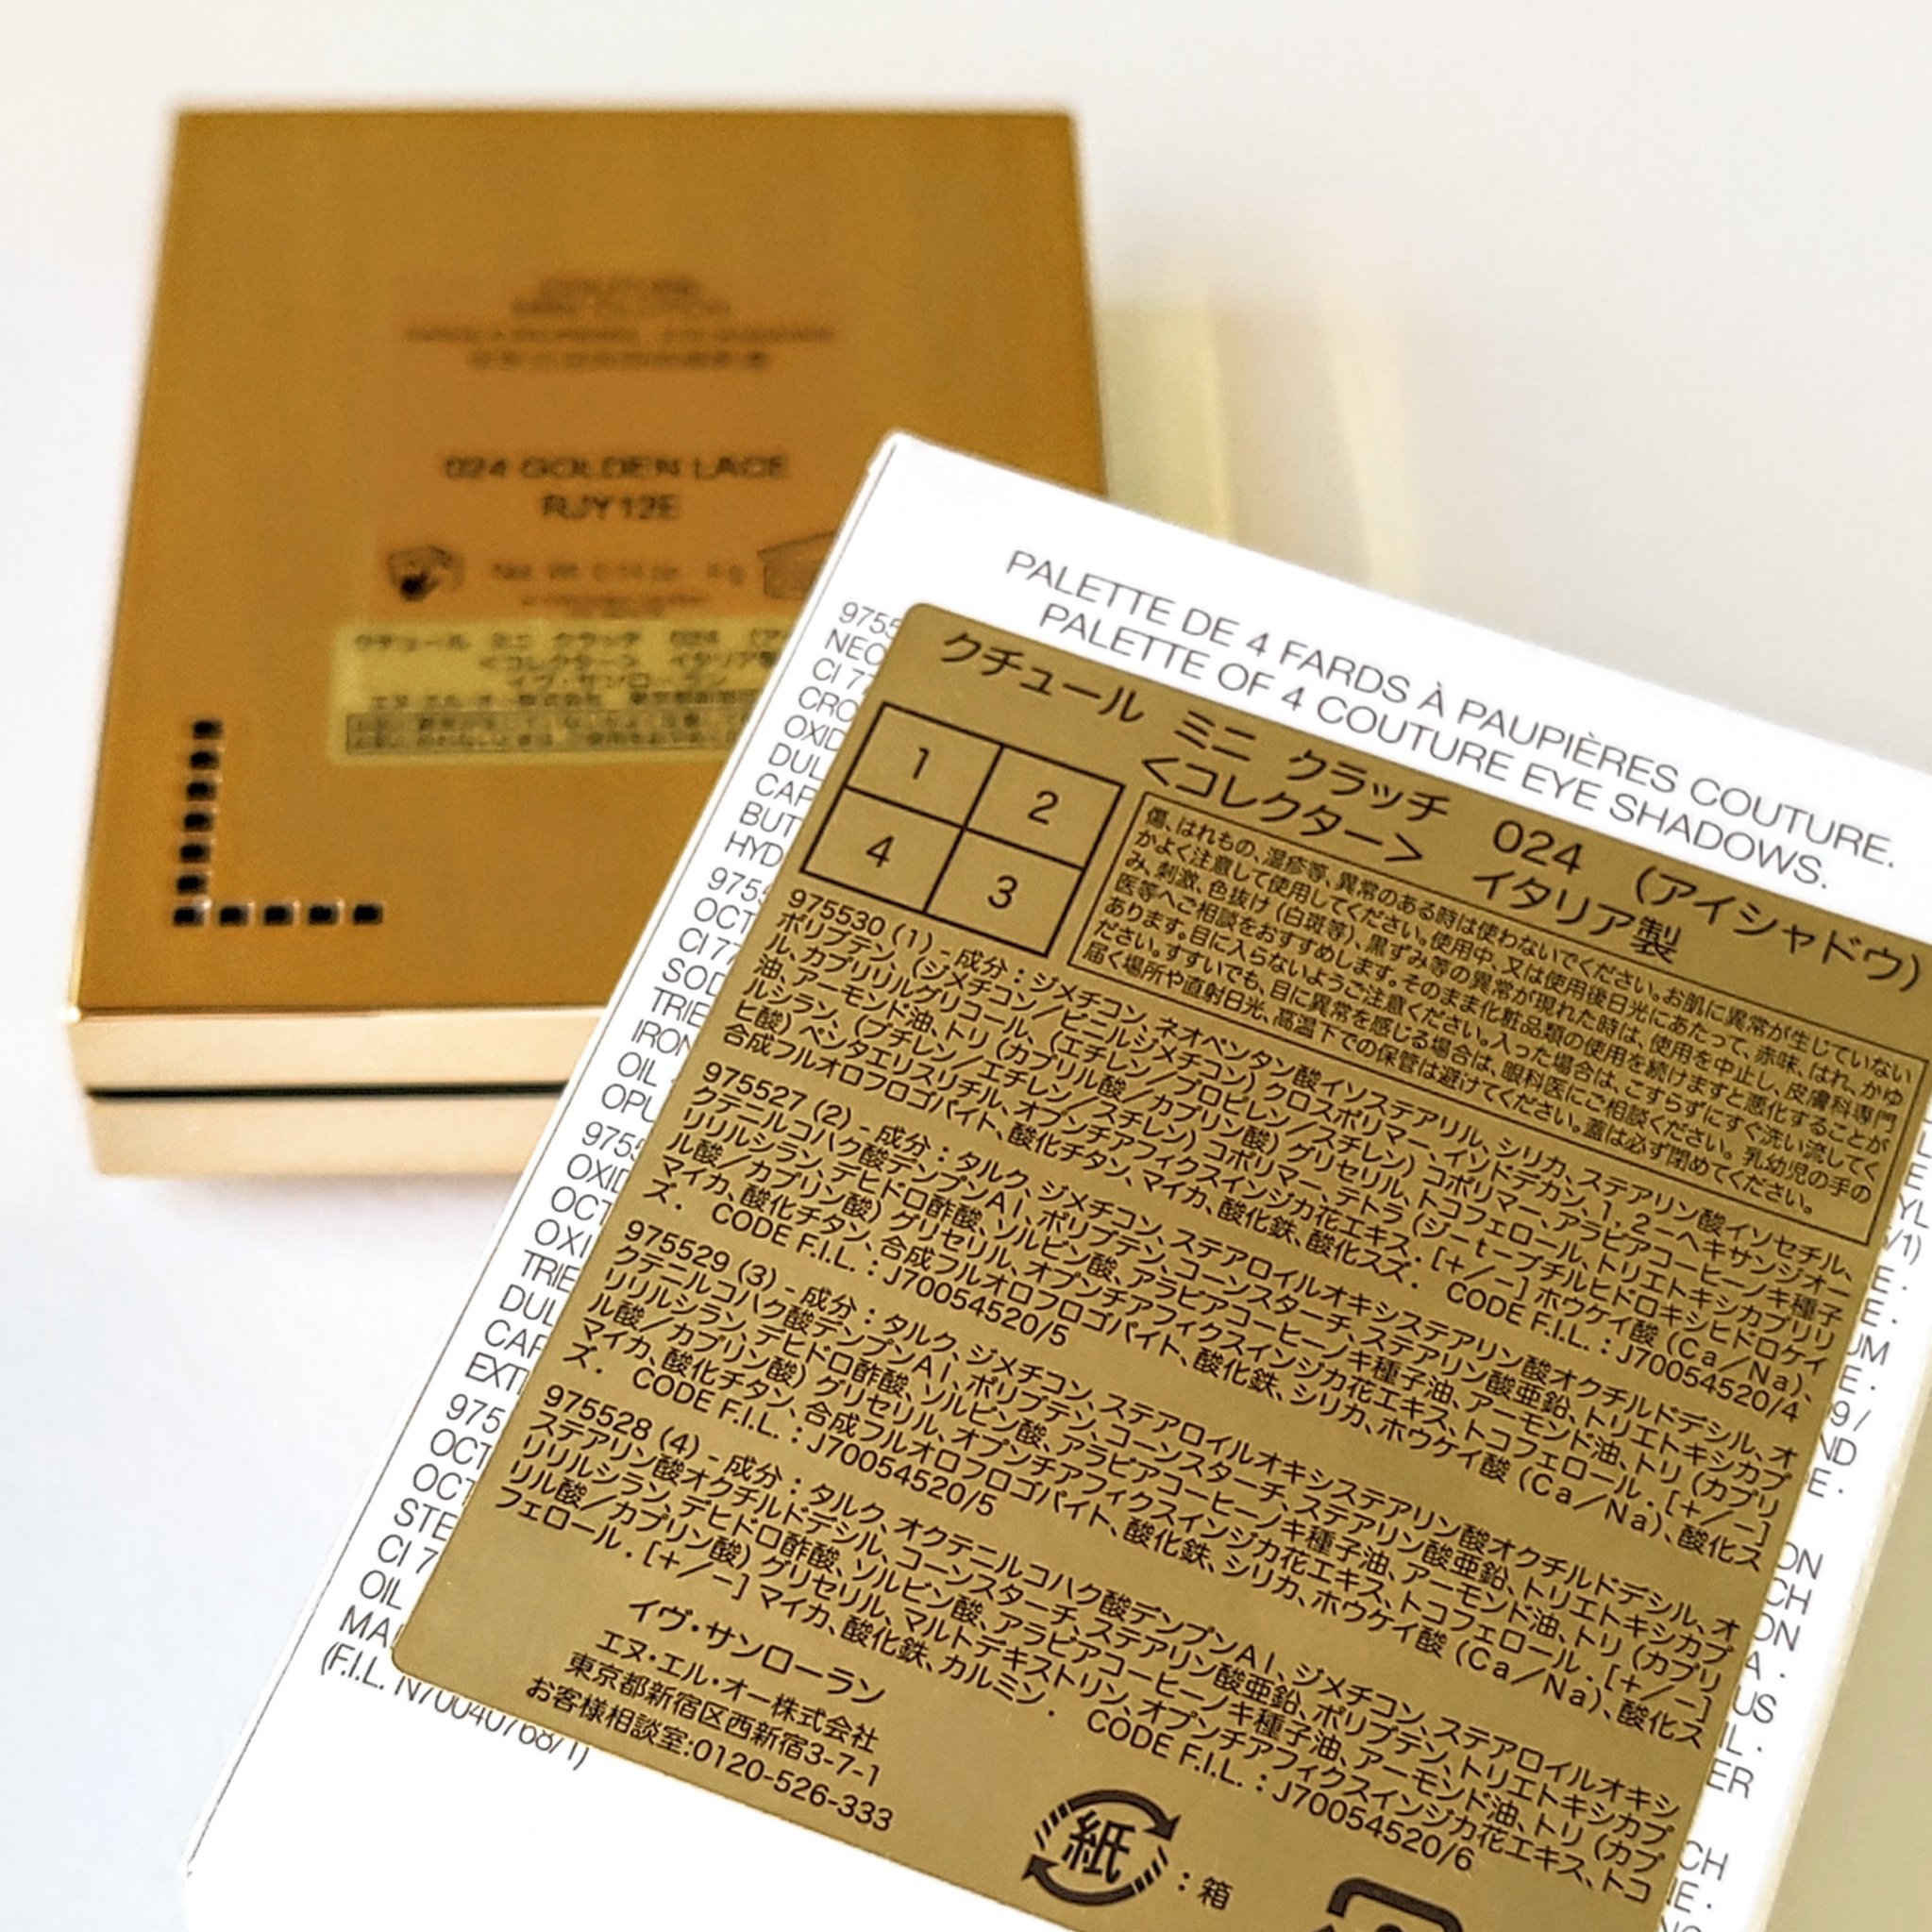 024 GOLDEN LACE
RJY12E
クチュール ミニ クラッチ 024
<コレクター> イタリア製
イヴ・サンローラン
エヌ・エル・オー株式会社
PALETTE DE 4 FARDS À PAUPIÈRES COUTURE.
PALETTE OF 4 COUTURE EYE SHADOWS.
クチュール ミニ クラッチ 024 (アイシャドウ)
<コレクター> イタリア製
1
2
4
3
傷、はれもの、湿疹等、異常のある時は使わないでください。お肌に異常が生じていない
かよく注意して使用してください。使用中、又は使用後日光にあたって、赤味、はれ、かゆ
み、刺激、色抜け(白斑等)、黒ずみ等の異常が現れた時は、使用を中止し、皮膚科専門
医等へご相談をおすすめします。そのまま化粧品類の使用を続けますと悪化することが
あります。目に入らないようご注意ください。入った場合は、こすらずにすぐ洗い流してく
ださい。すすいでも、目に異常を感じる場合は、眼科医にご相談ください。乳幼児の手の
届く場所や直射日光、高温下での保管は避けてください。蓋は必ず閉めてください。
975530 (1) - 成分:ジメチコン、ネオペンタン酸イソステアリル、シリカ、ステアリン酸イソセチル、
ポリブテン、(ジメチコン/ビニルジメチコン)クロスポリマー、イソドデカン、1,2-ヘキサンジオー
ル、カプリリルグリコール、(エチレン/プロピレン/スチレン)コポリマー、アラビアコーヒーノキ種子
油、アーモンド油、トリ(カプリル酸/カプリン酸)グリセリル、トコフェロール、トリエトキシカプリリ
ルシラン、(ブチレン/エチレン/スチレン)コポリマー、テトラ(ジ-t-ブチルヒドロキシヒドロケイ
ヒ酸)ペンタエリスリチル、オプンチアフィクスインジカ花エキス・[+/-]ホウケイ酸(Ca/Na)、
合成フルオロフロゴパイト、酸化チタン、マイカ、酸化鉄、酸化スズ・ CODE F.I.L. : J70054520/4
975527 (2) - 成分:タルク、ジメチコン、ステアロイルオキシステアリン酸オクチルドデシル、オ
クテニルコハク酸デンプンAl、ポリブテン、コーンスターチ、ステアリン酸亜鉛、トリエトキシカプ
リリルシラン、デヒドロ酢酸、ソルビン酸、アラビアコーヒーノキ種子油、アーモンド油、トリ(カプリ
ル酸/カプリン酸)グリセリル、オプンチアフィクスインジカ花エキス、トコフェロール・[+/-]
マイカ、酸化チタン、合成フルオロフロゴパイト、酸化鉄、シリカ、ホウケイ酸(Ca/Na)、酸化ス
ズ・ CODE F.I.L. : J70054520/5
975529 (3) - 成分:タルク、ジメチコン、ステアロイルオキシステアリン酸オクチルドデシル、オ
クテニルコハク酸デンプンAl、ポリブテン、コーンスターチ、ステアリン酸亜鉛、トリエトキシカプ
リリルシラン、デヒドロ酢酸、ソルビン酸、アラビアコーヒーノキ種子油、アーモンド油、トリ(カプリ
ル酸/カプリン酸)グリセリル、オプンチアフィクスインジカ花エキス、トコフェロール・[+/-]
マイカ、酸化チタン、合成フルオロフロゴパイト、酸化鉄、シリカ、ホウケイ酸(Ca/Na)、酸化ス
ズ・ CODE F.I.L. : J70054520/5
975528 (4) - 成分:タルク、オクテニルコハク酸デンプンAl、ジメチコン、ステアロイルオキシ
ステアリン酸オクチルドデシル、コーンスターチ、ステアリン酸亜鉛、ポリブテン、トリエトキシカプ
リリルシラン、デヒドロ酢酸、ソルビン酸、アラビアコーヒーノキ種子油、アーモンド油、トリ(カプ
リル酸/カプリン酸)グリセリル、マルトデキストリン、オプンチアフィクスインジカ花エキス、トコ
フェロール・[+/-]マイカ、酸化鉄、カルミン・ CODE F.I.L. : J70054520/6
イヴ・サンローラン
エヌ・エル・オー株式会社
東京都新宿区西新宿3-7-1
お客様相談室:0120-526-333
紙 : 箱